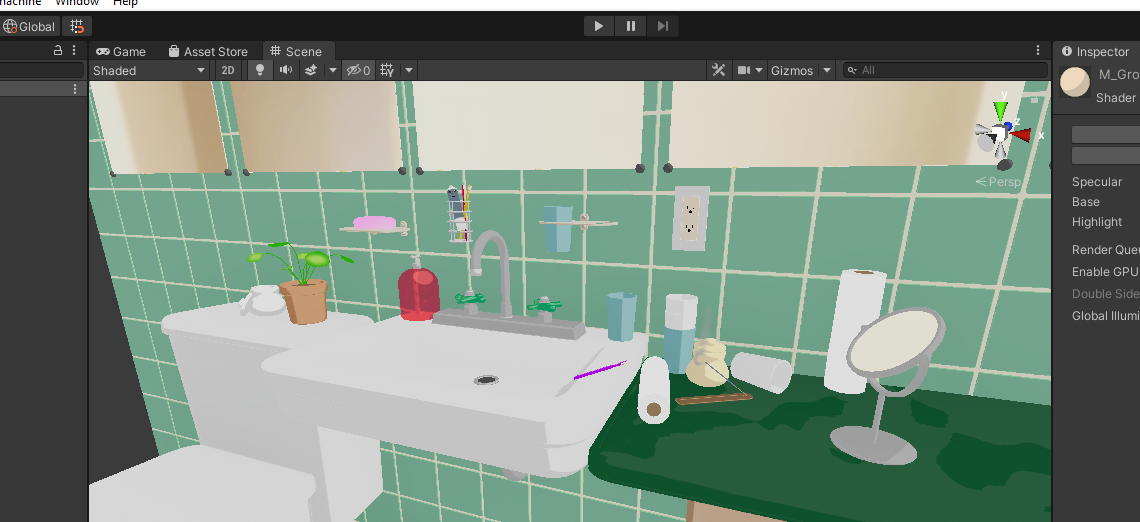 machine Window Help
Global
Game Asset Store Scene Inspector
Shaded 2D 0 Gizmos All
M_Gro
Shader
y
z
x
Persp
Specular
Base
Highlight
Render Que
Enable GPU
Double Side
Global Illumi